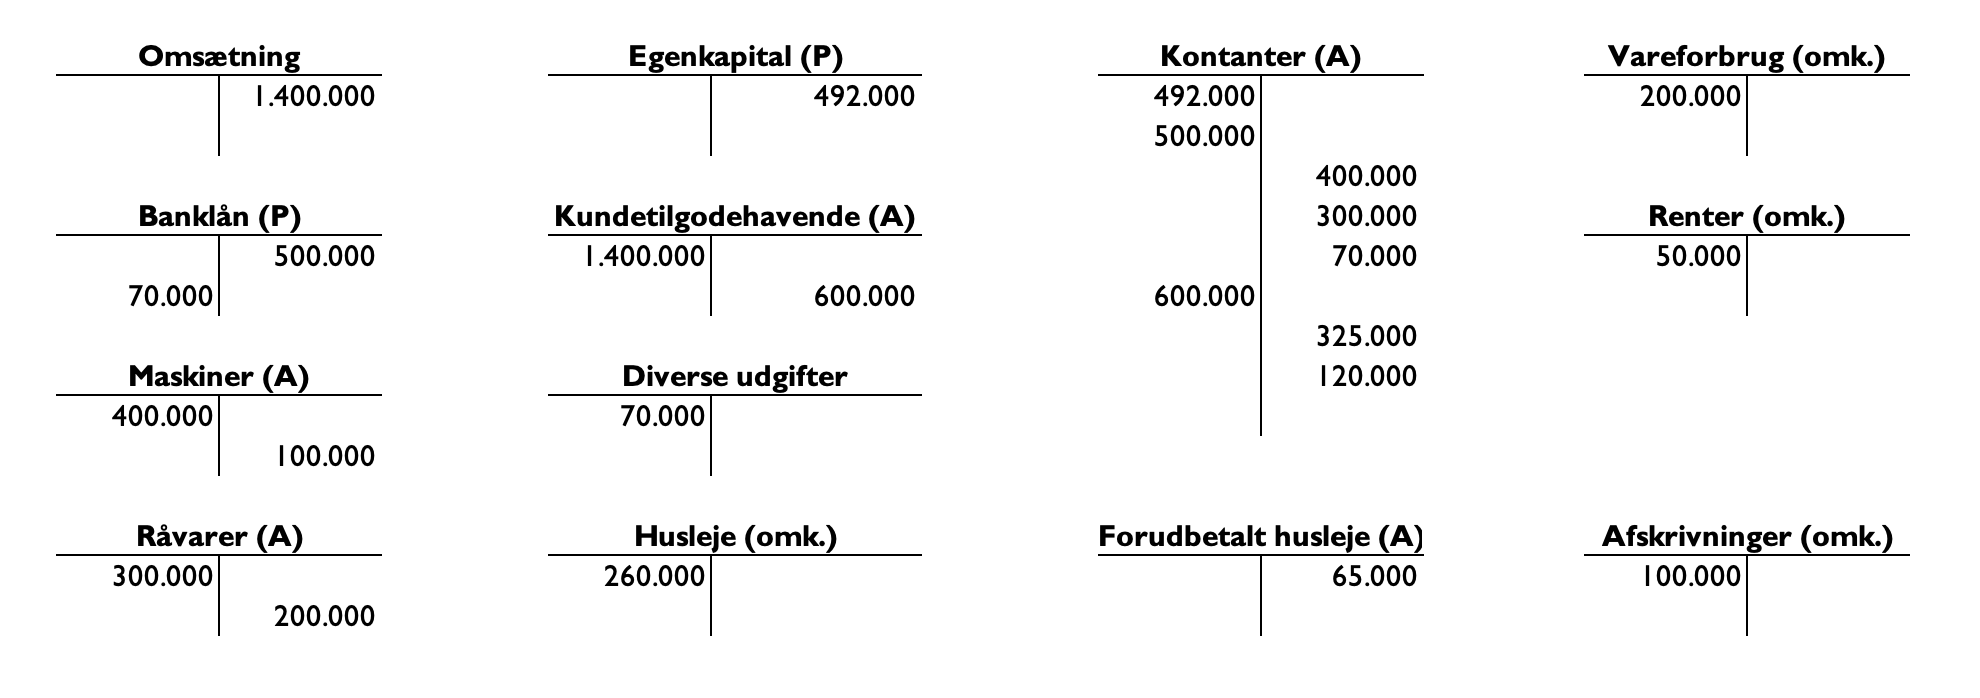 Omsætning
1.400.000
Egenkapital (P)
492.000
Kontanter (A)
492.000
500.000
400.000
300.000
70.000
600.000
325.000
120.000
Vareforbrug (omk.)
200.000
Banklån (P)
500.000
70.000
Kundetilgodehavende (A)
1.400.000
600.000
Renter (omk.)
50.000
Maskiner (A)
400.000
100.000
Diverse udgifter
70.000
Råvarer (A)
300.000
200.000
Husleje (omk.)
260.000
Forudbetalt husleje (A)
65.000
Afskrivninger (omk.)
100.000